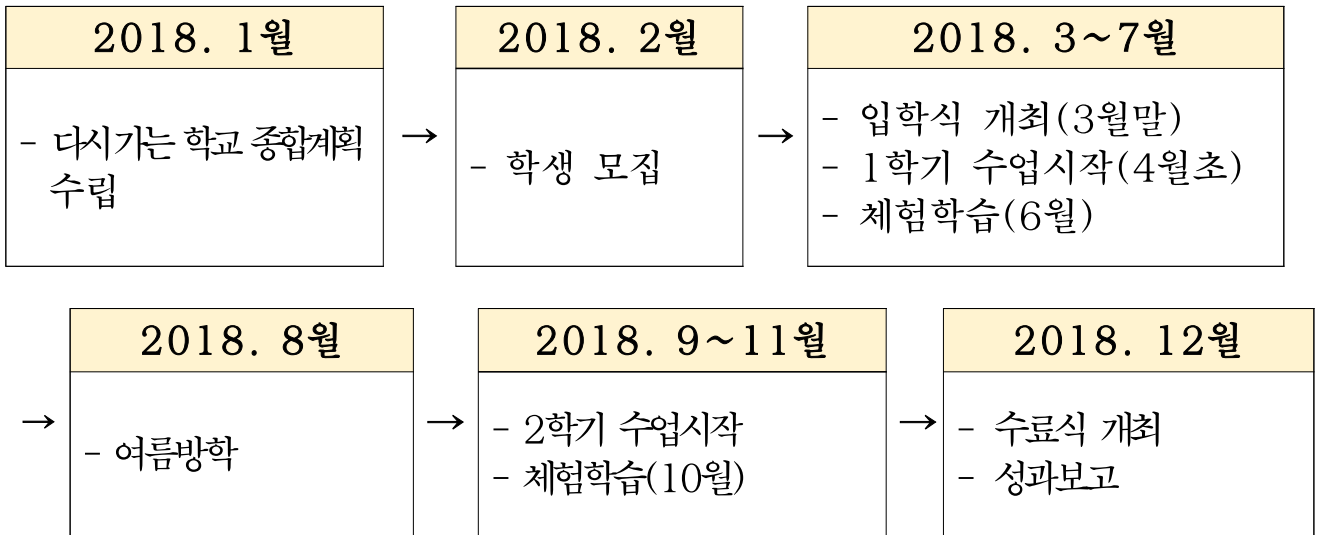 2018. 1월
- 다시가는 학교 종합계획
수립
→
2018. 2월
- 학생 모집
→
2018. 3~7월
- 입학식 개최(3월말)
- 1학기 수업시작(4월초)
- 체험학습(6월)
→
2018. 8월
- 여름방학
→
2018. 9~11월
- 2학기 수업시작
- 체험학습(10월)
→
2018. 12월
- 수료식 개최
- 성과보고